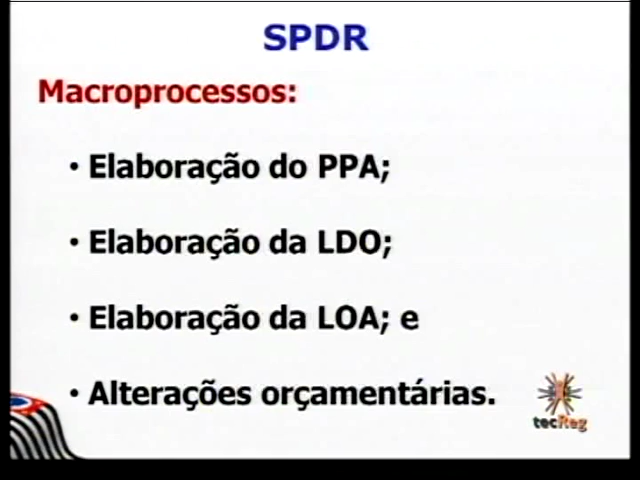 SPDR
Macroprocessos:
• Elaboração do PPA;
• Elaboração da LDO;
• Elaboração da LOA; e
• Alterações orçamentárias.
tecReg